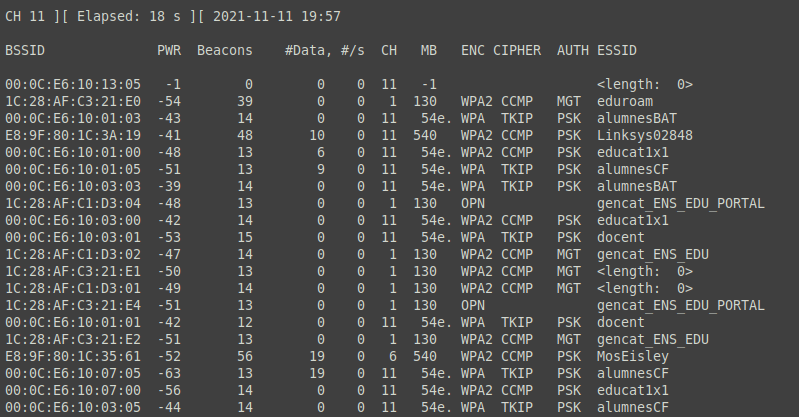 CH 11 ][ Elapsed: 18 s ][ 2021-11-11 19:57
BSSID PWR Beacons #Data, #/s CH MB ENC CIPHER AUTH ESSID
00:0C:E6:10:13:05 -1 0 0 0 11 -1 <length: 0>
1C:28:AF:C3:21:E0 -54 39 0 0 1 130 WPA2 CCMP MGT eduroam
00:0C:E6:10:01:03 -43 14 0 0 11 54e. WPA TKIP PSK alumnesBAT
E8:9F:80:1C:3A:19 -41 48 10 0 11 540 WPA2 CCMP PSK Linksys02848
00:0C:E6:10:01:00 -48 13 6 0 11 54e. WPA2 CCMP PSK educat1x1
00:0C:E6:10:01:05 -51 13 9 0 11 54e. WPA TKIP PSK alumnesCF
00:0C:E6:10:03:03 -39 14 0 0 11 54e. WPA TKIP PSK alumnesBAT
1C:28:AF:C1:D3:04 -48 13 0 0 1 130 OPN gencat_ENS_EDU_PORTAL
00:0C:E6:10:03:00 -42 14 0 0 11 54e. WPA2 CCMP PSK educat1x1
00:0C:E6:10:03:01 -53 15 0 0 11 54e. WPA TKIP PSK docent
1C:28:AF:C1:D3:02 -47 14 0 0 1 130 WPA2 CCMP MGT gencat_ENS_EDU
1C:28:AF:C3:21:E1 -50 13 0 0 1 130 WPA2 CCMP MGT <length: 0>
1C:28:AF:C1:D3:01 -49 14 0 0 1 130 WPA2 CCMP MGT <length: 0>
1C:28:AF:C3:21:E4 -51 13 0 0 1 130 OPN gencat_ENS_EDU_PORTAL
00:0C:E6:10:01:01 -42 12 0 0 11 54e. WPA TKIP PSK docent
1C:28:AF:C3:21:E2 -51 13 0 0 1 130 WPA2 CCMP MGT gencat_ENS_EDU
E8:9F:80:1C:35:61 -52 56 19 0 6 540 WPA2 CCMP PSK MosEisley
00:0C:E6:10:07:05 -63 13 19 0 11 54e. WPA TKIP PSK alumnesCF
00:0C:E6:10:07:00 -56 14 0 0 11 54e. WPA2 CCMP PSK educat1x1
00:0C:E6:10:03:05 -44 14 0 0 11 54e. WPA TKIP PSK alumnesCF